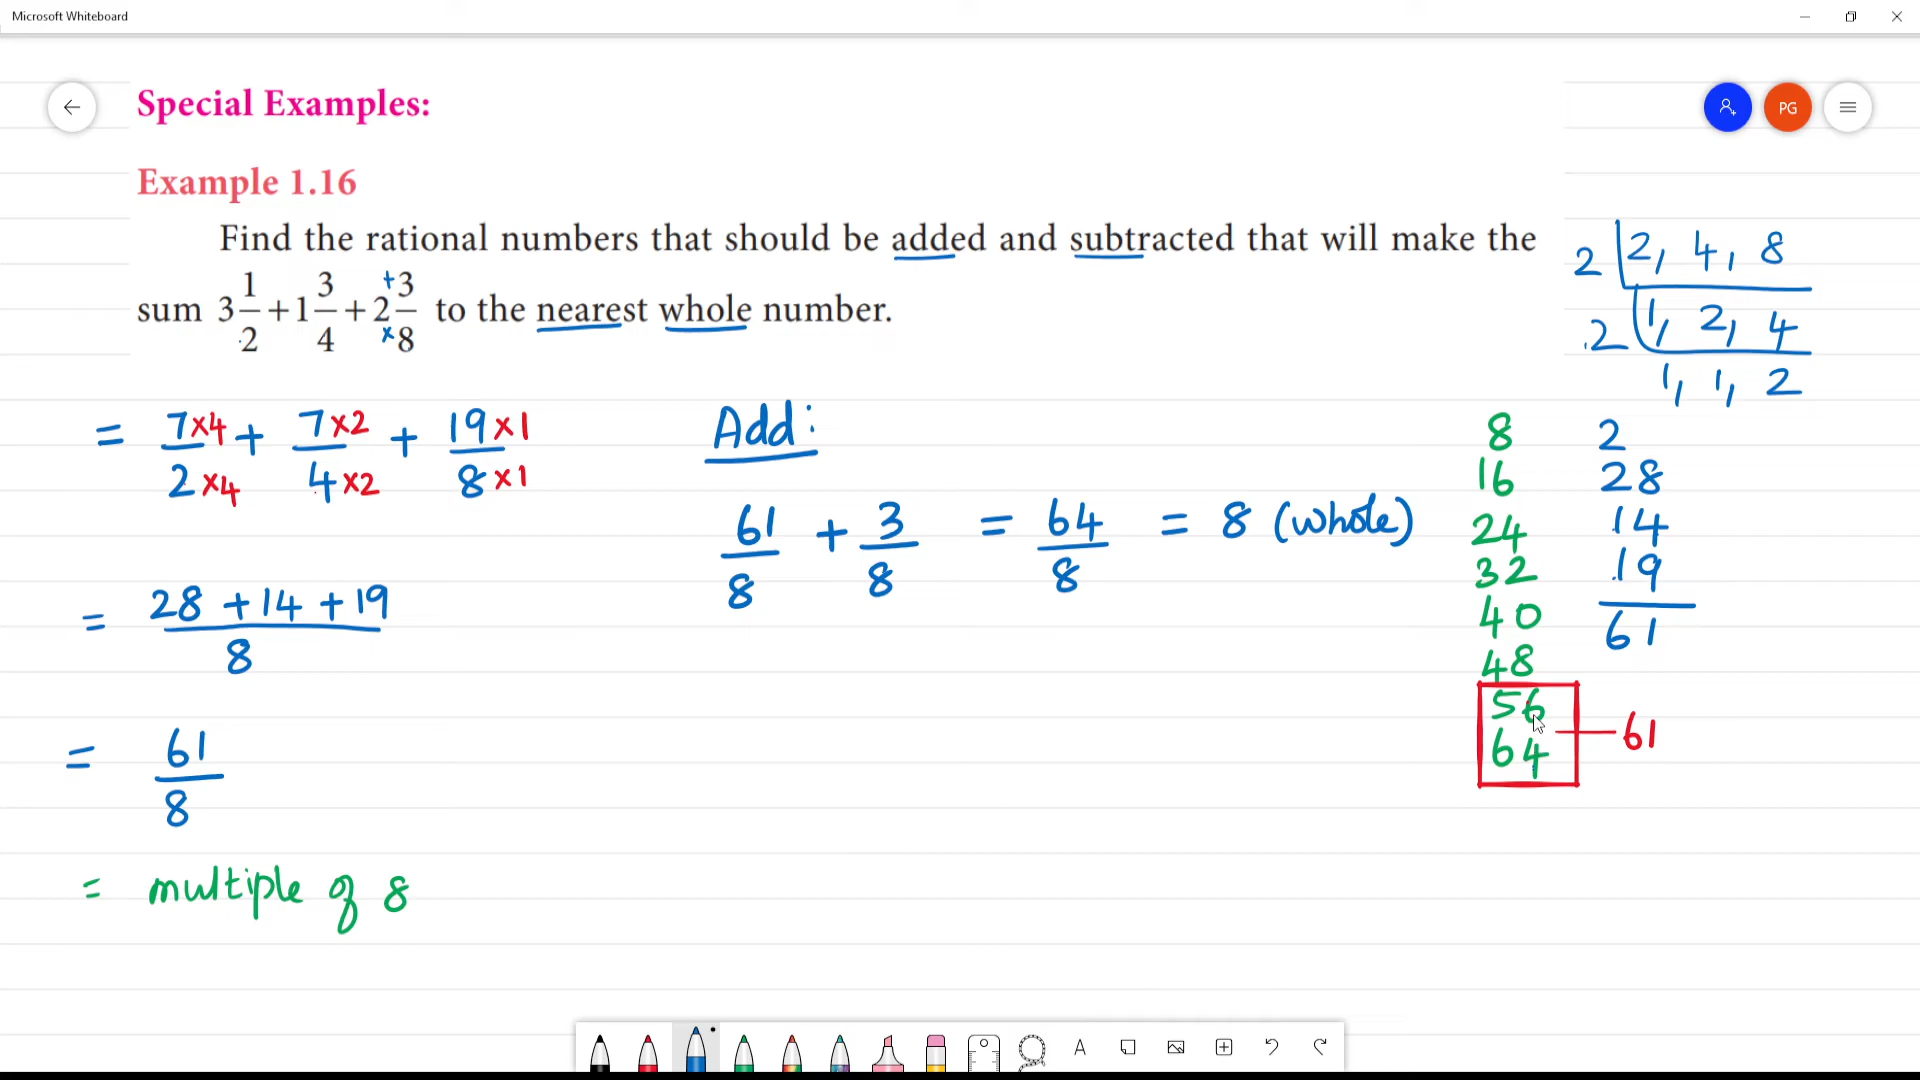 Microsoft Whiteboard
PG
Special Examples:
Example 1.16
Find the rational numbers that should be added and subtracted that will make the
sum 3 1/2 + 1 3/4 + 2 3/8 to the nearest whole number.
+
×
= 7×4/2×4 + 7×2/4×2 + 19×1/8×1
= 28 + 14 + 19 / 8
= 61/8
= multiple of 8
Add:
61/8 + 3/8 = 64/8 = 8 (whole)
2 | 2, 4, 8
2 | 1, 2, 4
1, 1, 2
8
16
24
32
40
48
56
64
61
2
28
14
19
61
A